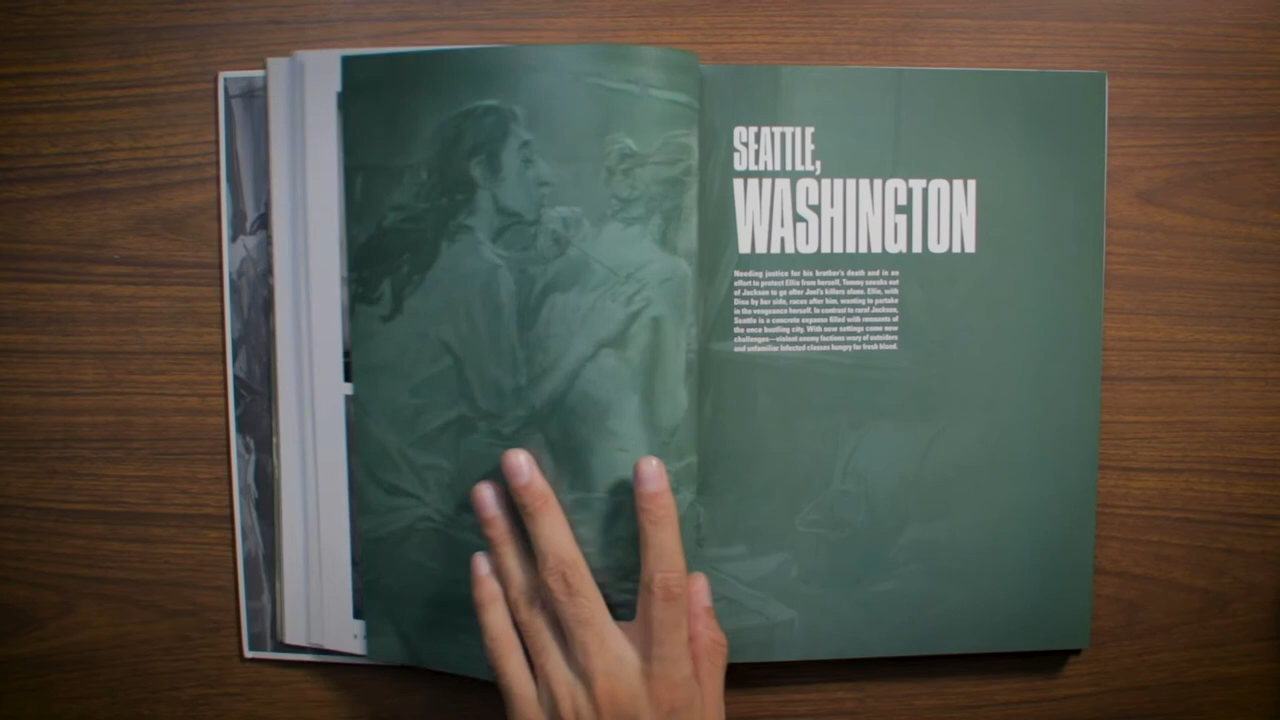 SEATTLE,
WASHINGTON
Needing justice for his brother's death and in an
effort to protect Ellie from herself, Tommy sneaks out
of Jackson to go after Joel's killers alone. Ellie, with
Dina by her side, races after him, wanting to partake
in the vengeance herself. In contrast to rural Jackson,
Seattle is a concrete expanse filled with remnants of
the once bustling city. With new settings come new
challenges—violent enemy factions wary of outsiders
and unfamiliar Infected classes hungry for fresh blood.